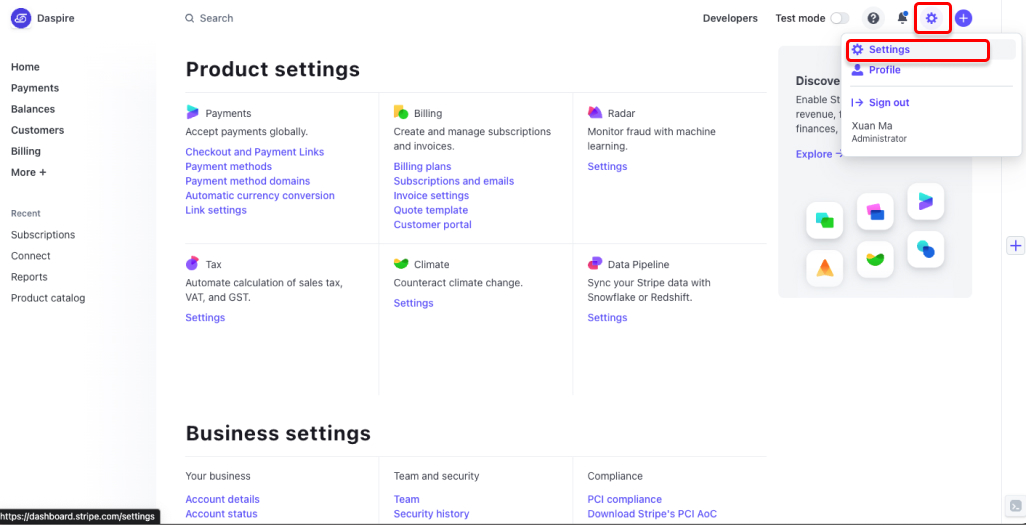 Daspire
Search
Developers
Test mode
Settings
Profile
Sign out
Xuan Ma
Administrator
Home
Payments
Balances
Customers
Billing
More +
Recent
Subscriptions
Connect
Reports
Product catalog
Product settings
Payments
Accept payments globally.
Checkout and Payment Links
Payment methods
Payment method domains
Automatic currency conversion
Link settings
Billing
Create and manage subscriptions
and invoices.
Billing plans
Subscriptions and emails
Invoice settings
Quote template
Customer portal
Radar
Monitor fraud with machine
learning.
Settings
Tax
Automate calculation of sales tax,
VAT, and GST.
Settings
Climate
Counteract climate change.
Settings
Data Pipeline
Sync your Stripe data with
Snowflake or Redshift.
Settings
Discove
Enable St
revenue,
finances,
Explore →
Business settings
Your business
Account details
Account status
Team and security
Team
Security history
Compliance
PCI compliance
Download Stripe's PCI AoC
https://dashboard.stripe.com/settings